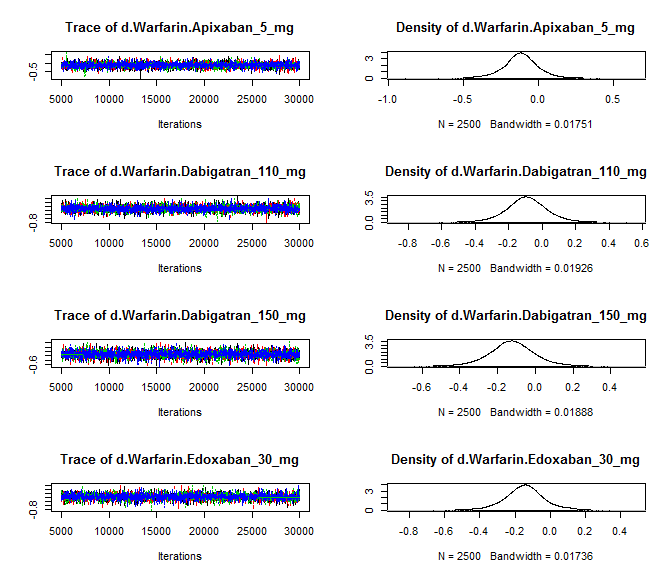 Trace of d.Warfarin.Apixaban_5_mg
-0.5
5000 10000 15000 20000 25000 30000
Iterations
Density of d.Warfarin.Apixaban_5_mg
0 3
-1.0 -0.5 0.0 0.5
N = 2500 Bandwidth = 0.01751
Trace of d.Warfarin.Dabigatran_110_mg
-0.8
5000 10000 15000 20000 25000 30000
Iterations
Density of d.Warfarin.Dabigatran_110_mg
0.0 3.5
-0.8 -0.6 -0.4 -0.2 0.0 0.2 0.4 0.6
N = 2500 Bandwidth = 0.01926
Trace of d.Warfarin.Dabigatran_150_mg
-0.6
5000 10000 15000 20000 25000 30000
Iterations
Density of d.Warfarin.Dabigatran_150_mg
0.0 3.5
-0.6 -0.4 -0.2 0.0 0.2 0.4
N = 2500 Bandwidth = 0.01888
Trace of d.Warfarin.Edoxaban_30_mg
-0.8
5000 10000 15000 20000 25000 30000
Iterations
Density of d.Warfarin.Edoxaban_30_mg
0 3
-0.8 -0.6 -0.4 -0.2 0.0 0.2 0.4
N = 2500 Bandwidth = 0.01736